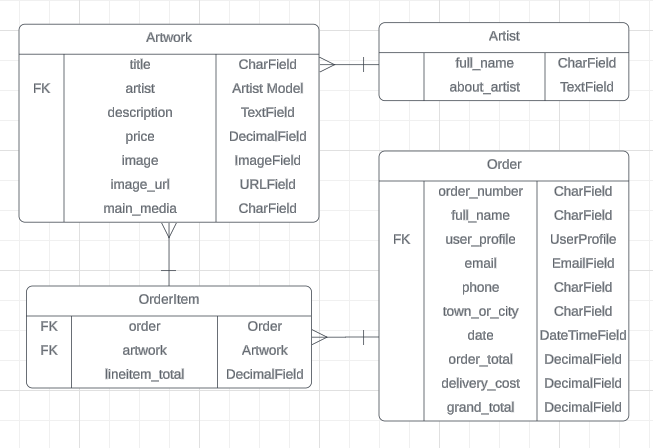 Artwork
title CharField
FK artist Artist Model
description TextField
price DecimalField
image ImageField
image_url URLField
main_media CharField
Artist
full_name CharField
about_artist TextField
Order
order_number CharField
full_name CharField
FK user_profile UserProfile
email EmailField
phone CharField
town_or_city CharField
date DateTimeField
order_total DecimalField
delivery_cost DecimalField
grand_total DecimalField
OrderItem
FK order Order
FK artwork Artwork
lineitem_total DecimalField